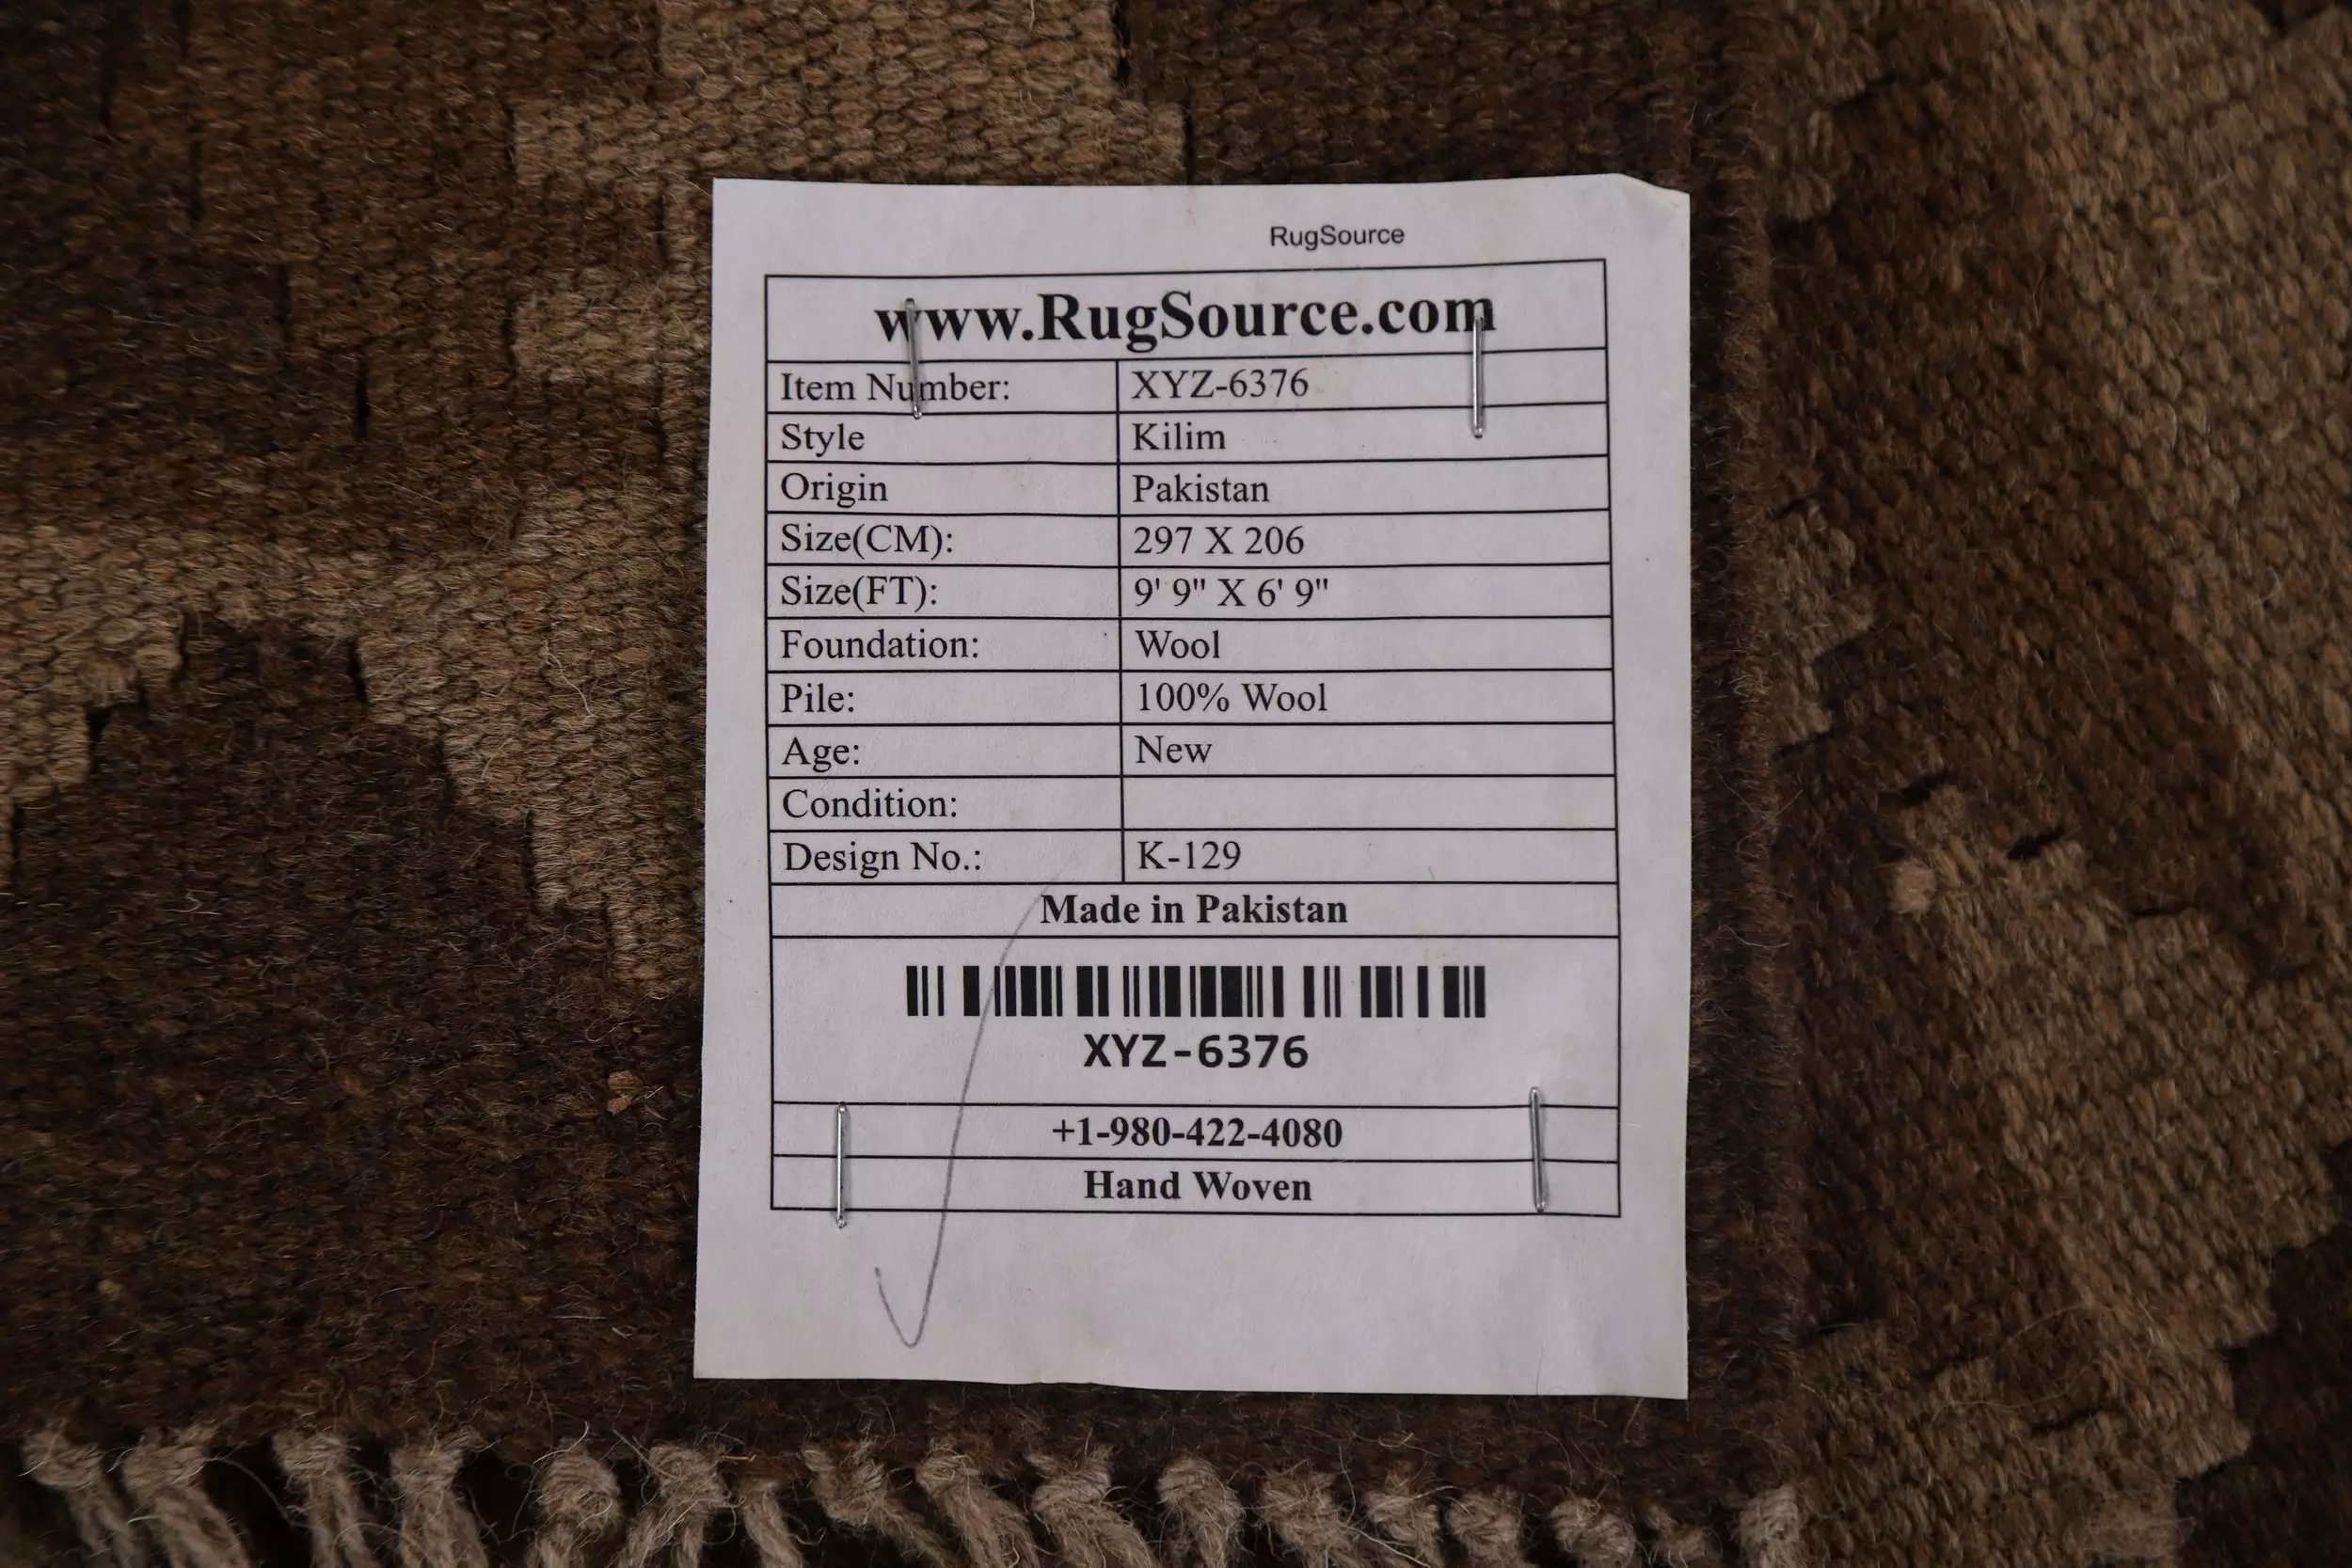 RugSource
www.RugSource.com
Item Number: XYZ-6376
Style Kilim
Origin Pakistan
Size(CM): 297 X 206
Size(FT): 9' 9" X 6' 9"
Foundation: Wool
Pile: 100% Wool
Age: New
Condition:
Design No.: K-129
Made in Pakistan
XYZ-6376
+1-980-422-4080
Hand Woven